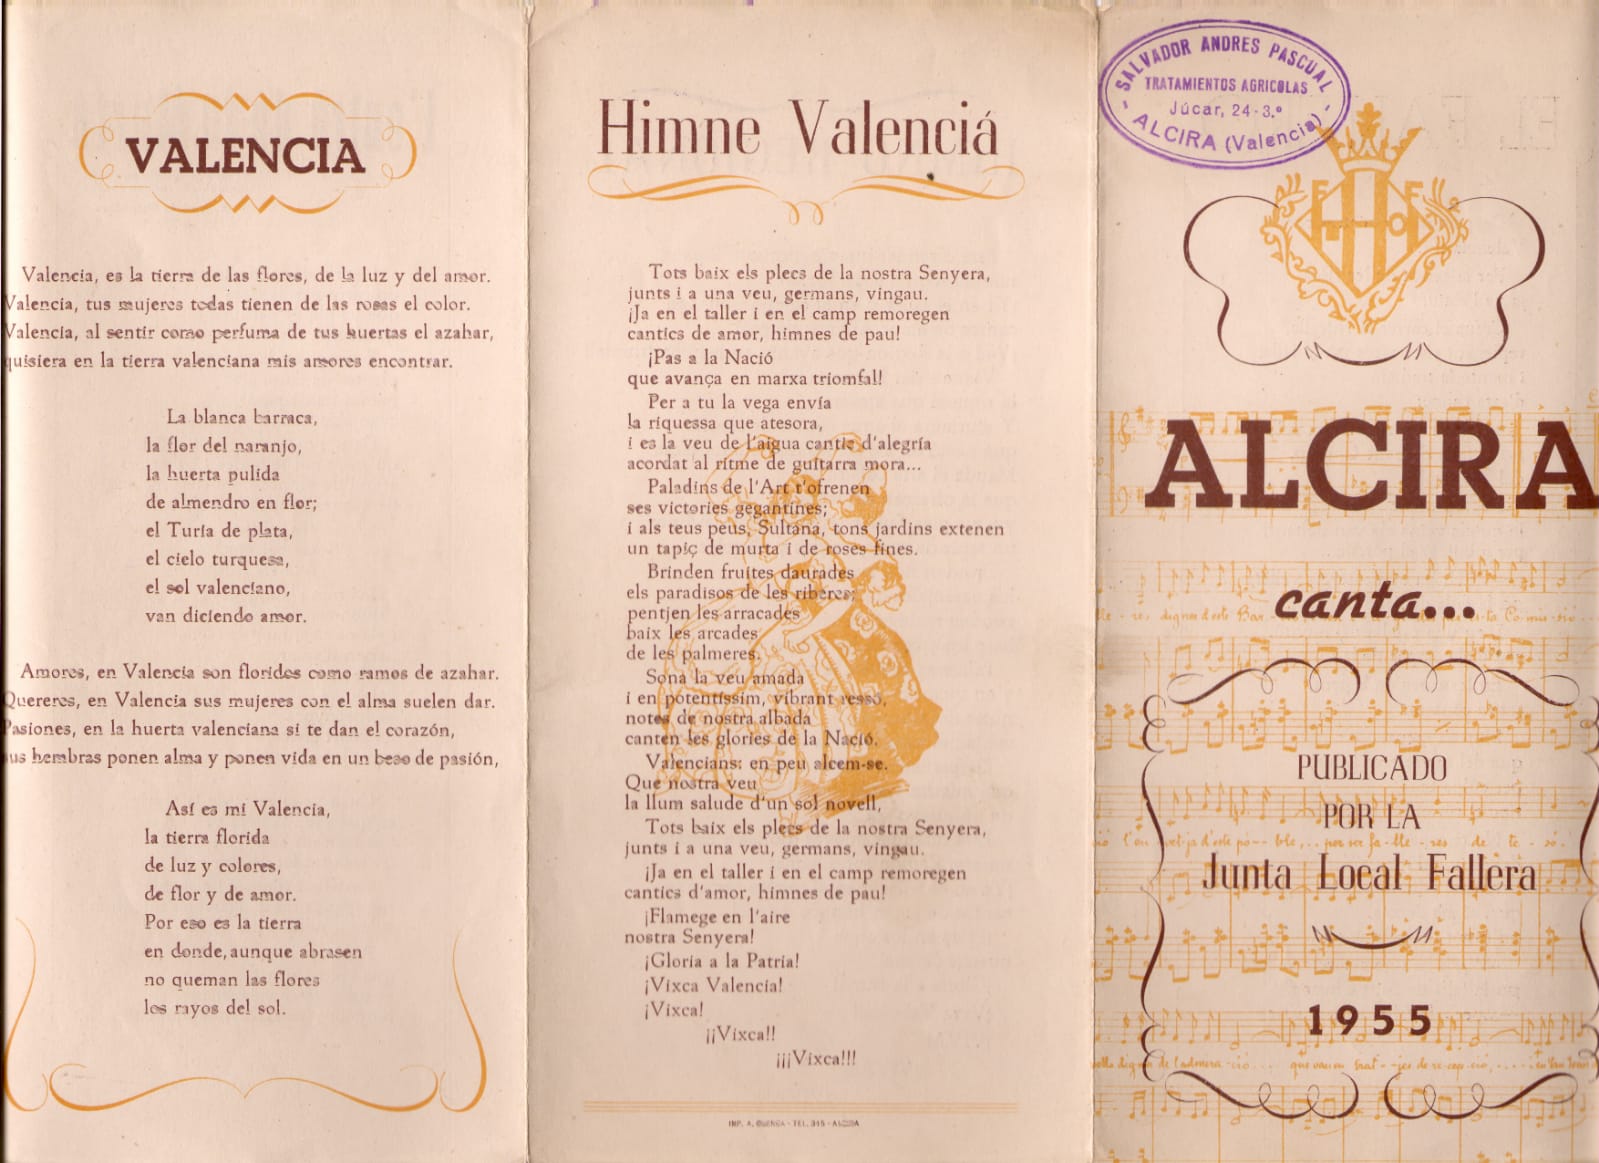 VALENCIA
Valencia, es la tierra de las flores, de la luz y del amor.
Valencia, tus mujeres todas tienen de las rosas el color.
Valencia, al sentir como perfuma de tus huertas el azahar,
quisiera en la tierra valenciana mis amores encontrar.
La blanca barraca,
la flor del naranjo,
la huerta pulida
de almendro en flor;
el Turia de plata,
el cielo turquesa,
el sol valenciano,
van diciendo amor.
Amores, en Valencia son floridos como ramos de azahar.
Quereres, en Valencia sus mujeres con el alma suelen dar.
Pasiones, en la huerta valenciana si te dan el corazón,
sus hembras ponen alma y ponen vida en un beso de pasión,
Así es mi Valencia,
la tierra florida
de luz y colores,
de flor y de amor.
Por eso es la tierra
en donde, aunque abrasen
no queman las flores
los rayos del sol.
Himne Valenciá
Tots baix els plecs de la nostra Senyera,
junts i a una veu, germans, vingau.
¡Ja en el taller i en el camp remoregen
cantics de amor, himnes de pau!
¡Pas a la Nació
que avança en marxa triomfal!
Per a tu la vega envía
la riquessa que atesora,
i es la veu de l'aigua cantic d'alegría
acordat al ritme de guitarra mora...
Paladins de l'Art t'ofrenen
ses victories gegantines;
i als teus peus, Sultana, tons jardins extenen
un tapiç de murta i de roses fines.
Brinden fruites daurades
els paradisos de les riberes;
pentjen les arracades
baix les arcades
de les palmeres.
Sona la veu amada
i en potentíssim, vibrant ressó,
notes de nostra albada
canten les glories de la Nació.
Valencians: en peu alcem-se.
Que nostra veu
la llum salude d'un sol novell,
Tots baix els plecs de la nostra Senyera,
junts i a una veu, germans, vingau.
¡Ja en el taller i en el camp remoregen
cantics d'amor, himnes de pau!
¡Flamege en l'aire
nostra Senyera!
¡Gloria a la Patria!
¡Vixca Valencia!
¡Vixca!
¡¡Vixca!!
¡¡¡Vixca!!!
IMP. A. CUENCA - TEL. 315 - ALCIRA
SALVADOR ANDRES PASCUAL
TRATAMIENTOS AGRICOLAS
Júcar, 24-3.º
- ALCIRA (Valencia) -
ALCIRA
canta...
PUBLICADO
POR LA
Junta Local Fallera
1955